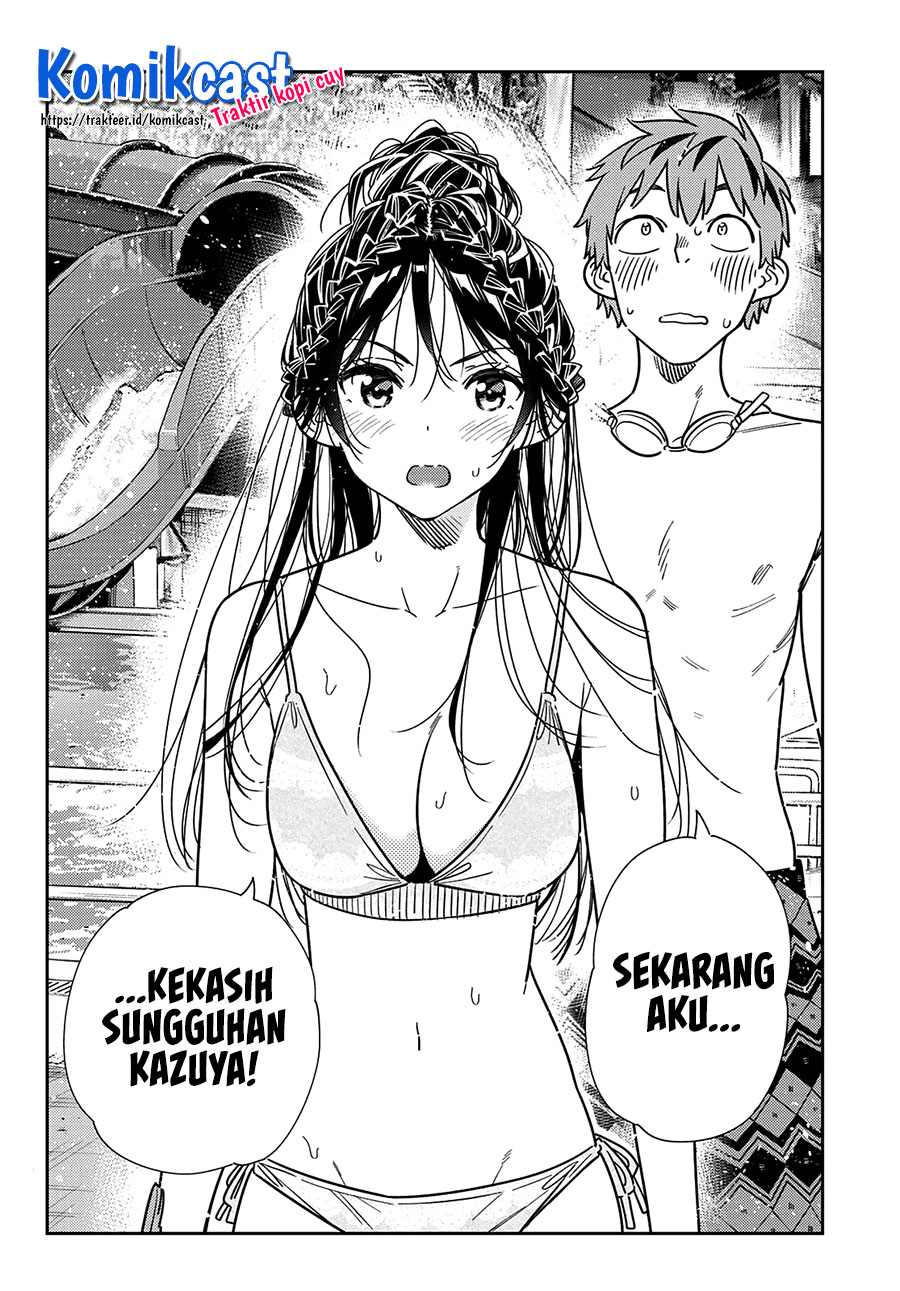 Komikcast
Traktir kopi cuy
https://trakteer.id/komikcast
SEKARANG
AKU...
...KEKASIH
SUNGGUHAN
KAZUYA!